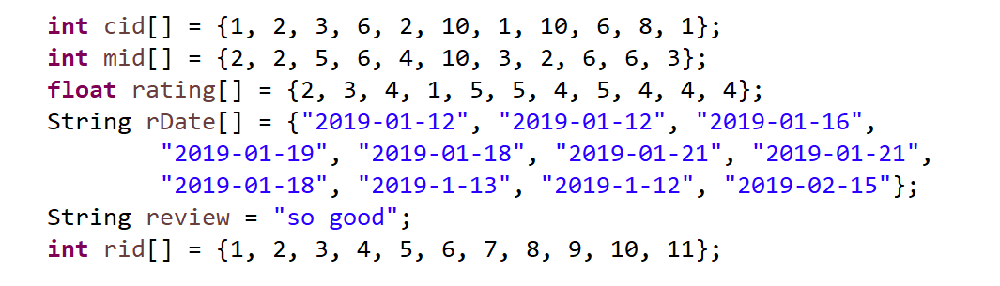 int cid[] = {1, 2, 3, 6, 2, 10, 1, 10, 6, 8, 1};
int mid[] = {2, 2, 5, 6, 4, 10, 3, 2, 6, 6, 3};
float rating[] = {2, 3, 4, 1, 5, 5, 4, 5, 4, 4, 4};
String rDate[] = {"2019-01-12", "2019-01-12", "2019-01-16",
"2019-01-19", "2019-01-18", "2019-01-21", "2019-01-21",
"2019-01-18", "2019-1-13", "2019-1-12", "2019-02-15"};
String review = "so good";
int rid[] = {1, 2, 3, 4, 5, 6, 7, 8, 9, 10, 11};